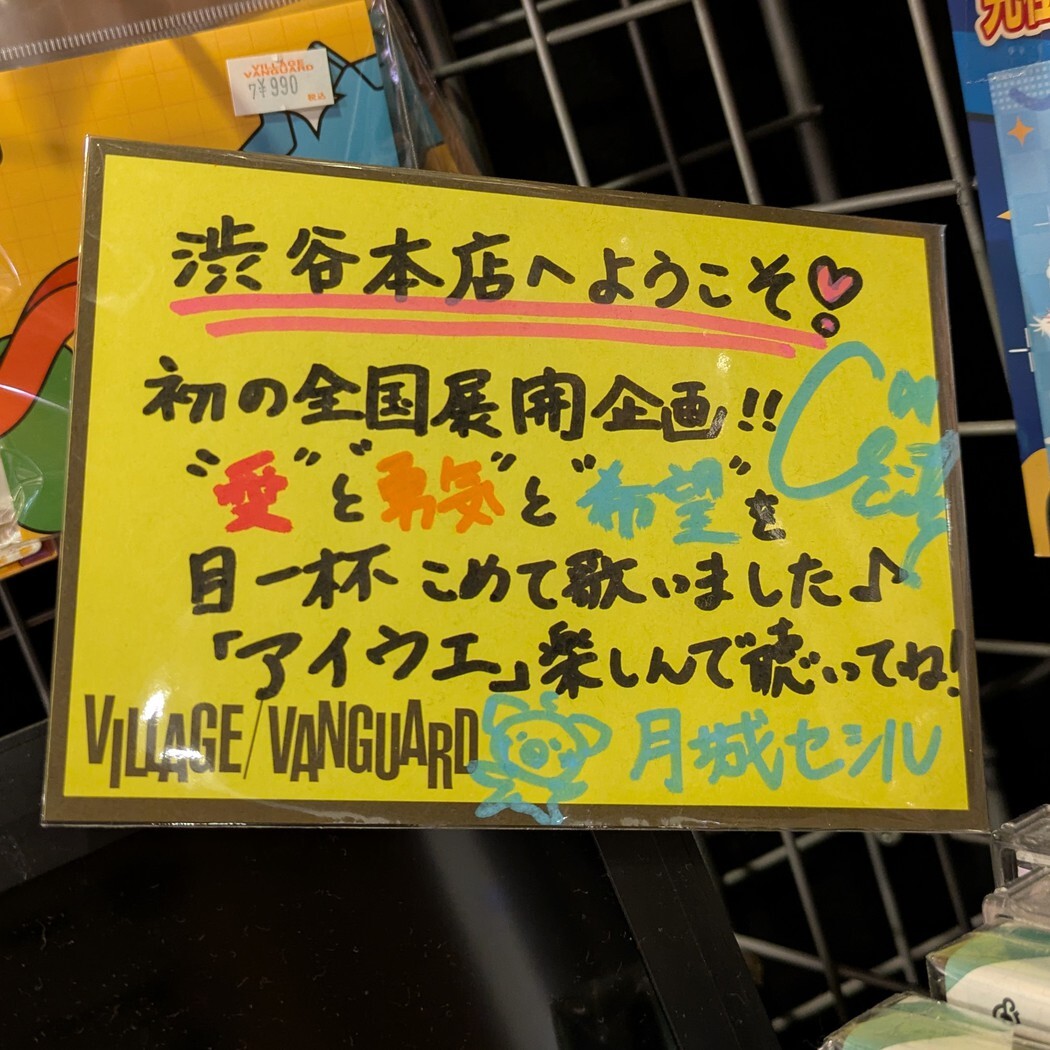 VILLAGE
VANGUARD
7¥990
税込
渋谷本店へようこそ!
初の全国展開企画!!
"愛"と"勇気"と"希望"を
目一杯こめて歌いました♪
「アイウエ」楽しんで聴いてね!
VILLAGE/VANGUARD
月城セシル